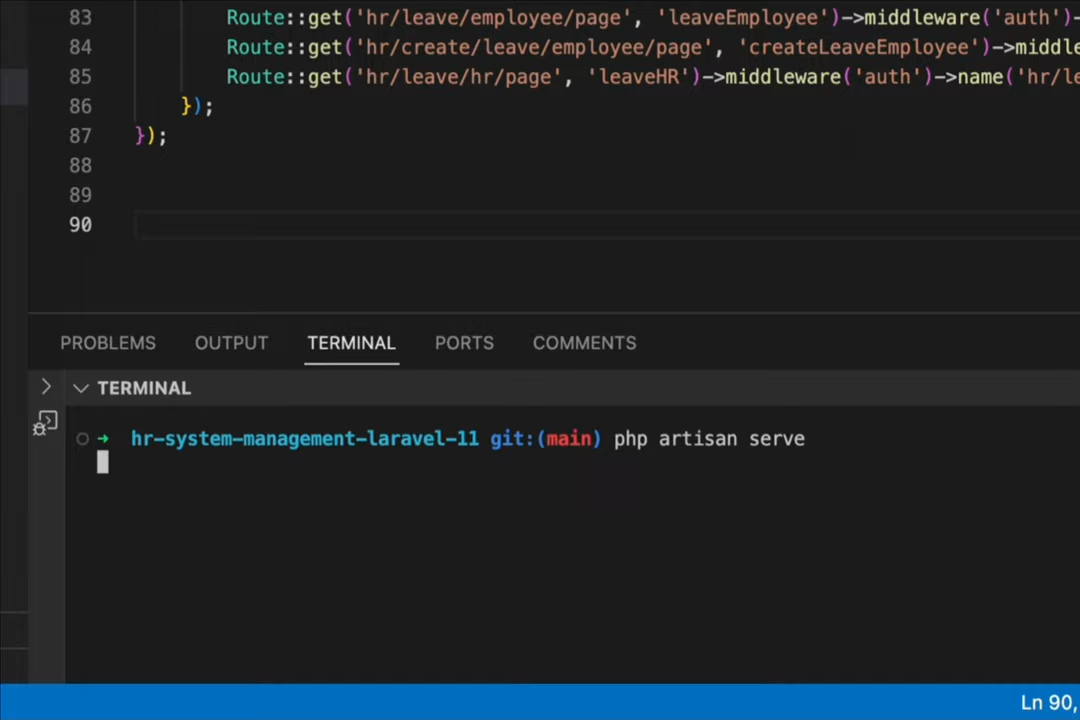 83 Route::get('hr/leave/employee/page', 'leaveEmployee')->middleware('auth')-
84 Route::get('hr/create/leave/employee/page', 'createLeaveEmployee')->middle
85 Route::get('hr/leave/hr/page', 'leaveHR')->middleware('auth')->name('hr/le
86 });
87 });
88
89
90
PROBLEMS OUTPUT TERMINAL PORTS COMMENTS
TERMINAL
→ hr-system-management-laravel-11 git:(main) php artisan serve
Ln 90,